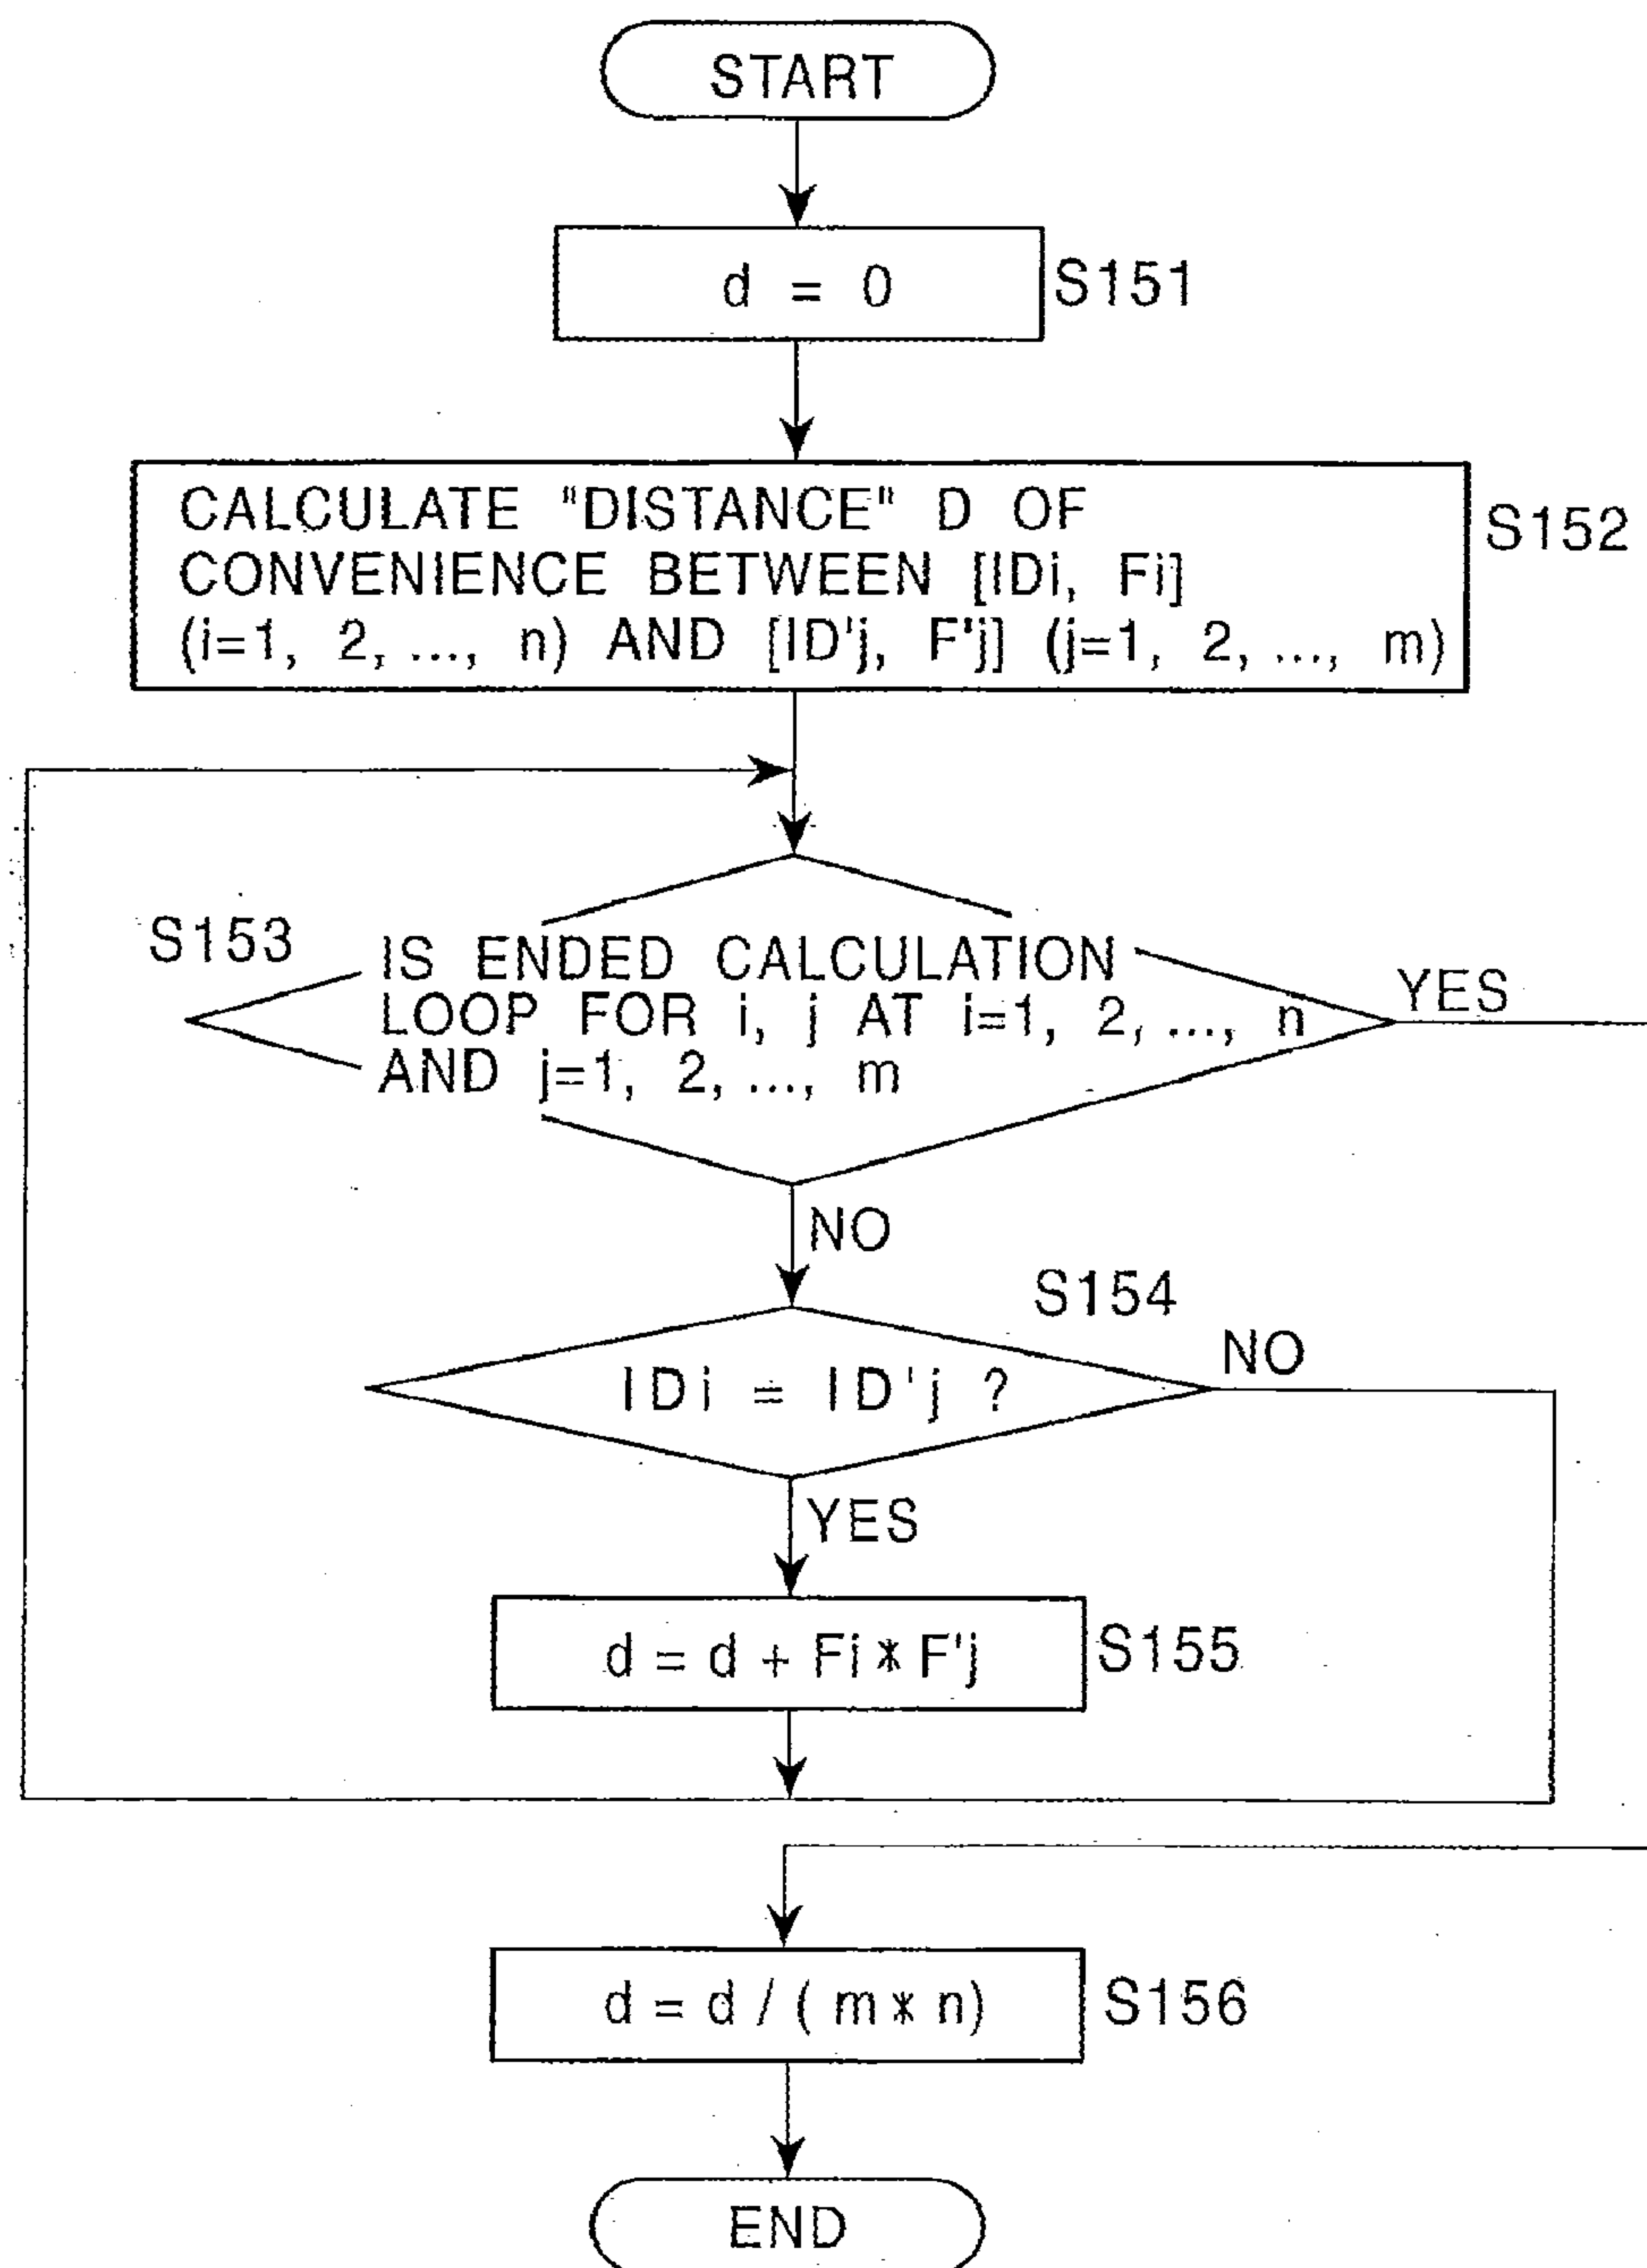 START
d = 0
S151
CALCULATE "DISTANCE" D OF
CONVENIENCE BETWEEN [IDi, Fi]
(i=1, 2, ..., n) AND [ID'j, F'j] (j=1, 2, ..., m)
S152
S153
IS ENDED CALCULATION
LOOP FOR i, j AT i=1, 2, ..., n
AND j=1, 2, ..., m
YES
NO
S154
IDi = ID'j ?
NO
YES
d = d + Fi * F'j
S155
d = d / ( m * n)
S156
END